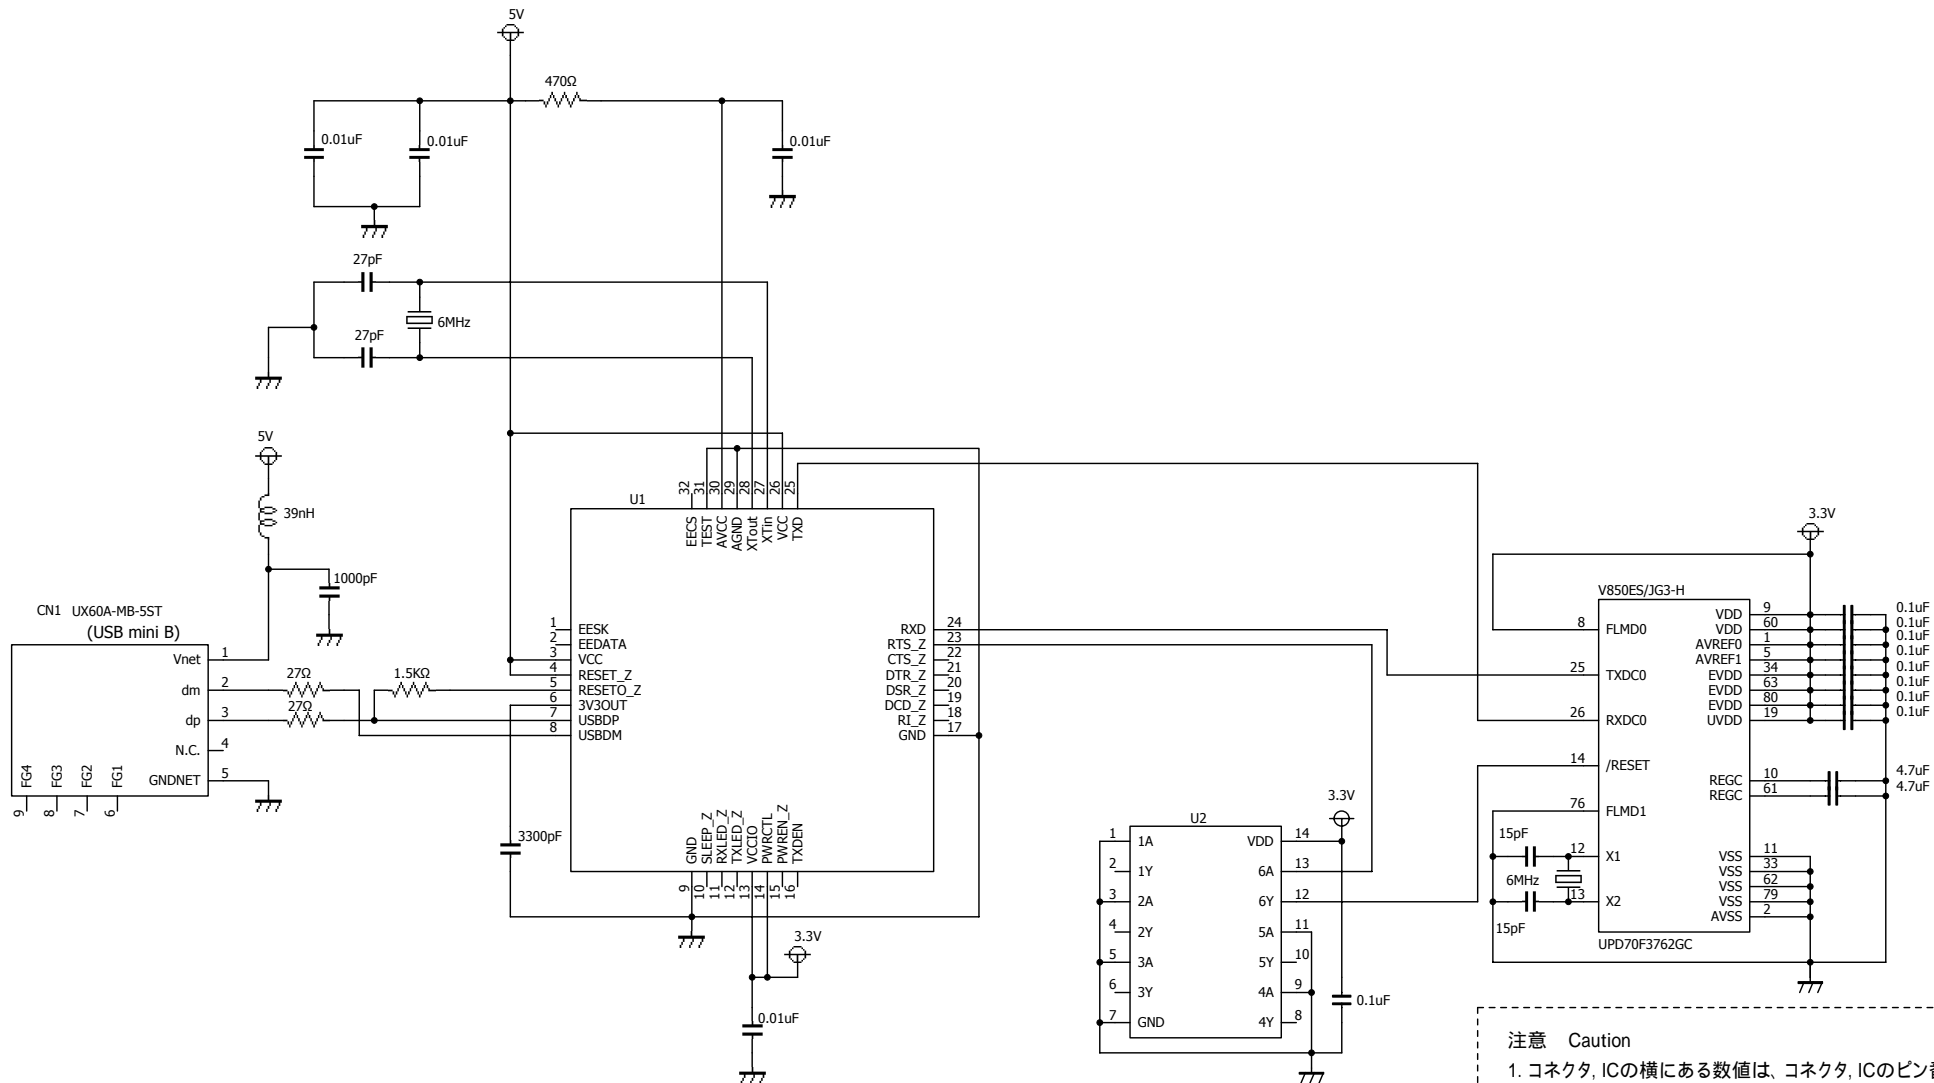 5V
470Ω
0.01uF
0.01uF
0.01uF
27pF
6MHz
27pF
5V
39nH
1000pF
CN1 UX60A-MB-5ST
(USB mini B)
Vnet 1
dm 2
dp 3
N.C. 4
GNDNET 5
FG4 9
FG3 8
FG2 7
FG1 6
27Ω
27Ω
1.5KΩ
3300pF
U1
32 EECS
31 TEST
30 AVCC
29 AGND
28 XTout
27 XTin
26 VCC
25 TXD
1 EESK
2 EEDATA
3 VCC
4 RESET_Z
5 RESETO_Z
6 3V3OUT
7 USBDP
8 USBDM
RXD 24
RTS_Z 23
CTS_Z 22
DTR_Z 21
DSR_Z 20
DCD_Z 19
RI_Z 18
GND 17
GND 9
SLEEP_Z 10
RXLED_Z 11
TXLED_Z 12
VCCIO 13
PWRCTL 14
PWREN_Z 15
TXDEN 16
3.3V
0.01uF
U2
1 1A
2 1Y
3 2A
4 2Y
5 3A
6 3Y
7 GND
VDD 14
6A 13
6Y 12
5A 11
5Y 10
4A 9
4Y 8
3.3V
0.1uF
3.3V
V850ES/JG3-H
8 FLMD0
25 TXDC0
26 RXDC0
14 /RESET
76 FLMD1
12 X1
13 X2
15pF
6MHz
15pF
VDD 9
VDD 60
AVREF0 1
AVREF1 5
EVDD 34
EVDD 63
EVDD 80
UVDD 19
REGC 10
REGC 61
VSS 11
VSS 33
VSS 62
VSS 79
AVSS 2
0.1uF
0.1uF
0.1uF
0.1uF
0.1uF
0.1uF
0.1uF
0.1uF
4.7uF
4.7uF
UPD70F3762GC
注意 Caution
1. コネクタ, ICの横にある数値は、コネクタ, ICのピン